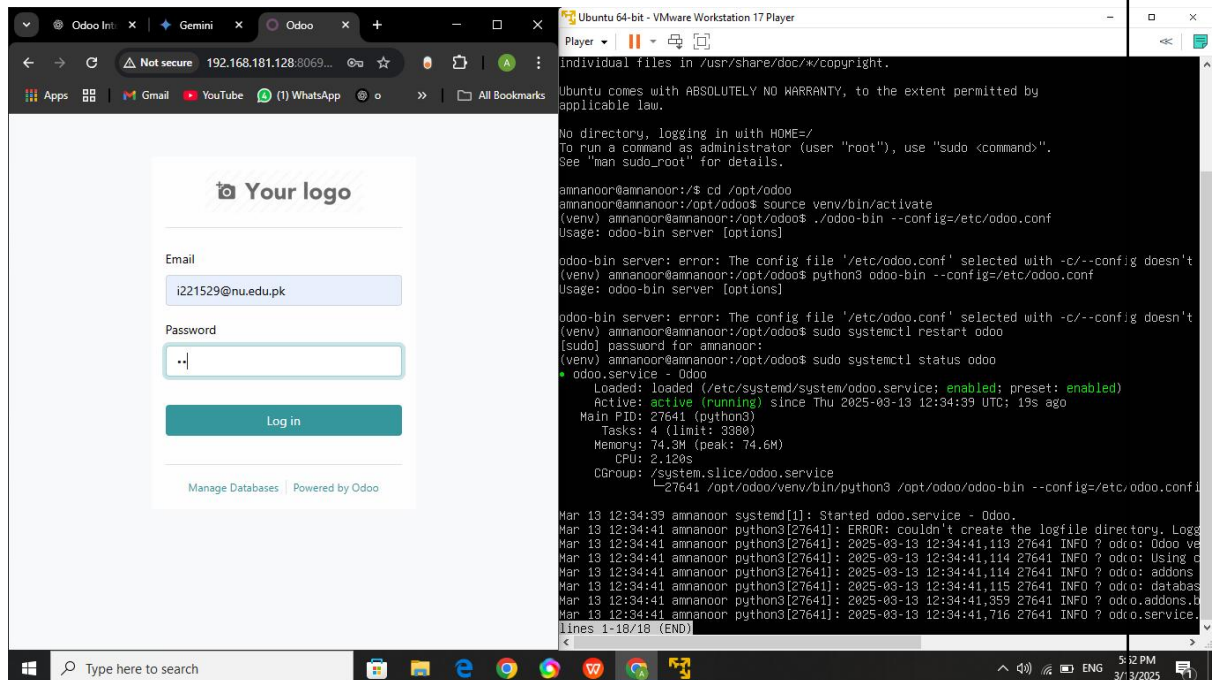 Odoo Int
Gemini
Odoo
Not secure 192.168.181.128:8069...
A
Apps
Gmail
YouTube
(1) WhatsApp
o
»
All Bookmarks
Your logo
Email
i221529@nu.edu.pk
Password
Log in
Manage Databases Powered by Odoo
Ubuntu 64-bit - VMware Workstation 17 Player
Player
individual files in /usr/share/doc/*/copyright.
Ubuntu comes with ABSOLUTELY NO WARRANTY, to the extent permitted by
applicable law.
No directory, logging in with HOME=/
To run a command as administrator (user "root"), use "sudo <command>".
See "man sudo_root" for details.
amnanoor@amnanoor:/$ cd /opt/odoo
amnanoor@amnanoor:/opt/odoo$ source venv/bin/activate
(venv) amnanoor@amnanoor:/opt/odoo$ ./odoo-bin --config=/etc/odoo.conf
Usage: odoo-bin server [options]
odoo-bin server: error: The config file '/etc/odoo.conf' selected with -c/--config doesn't
(venv) amnanoor@amnanoor:/opt/odoo$ python3 odoo-bin --config=/etc/odoo.conf
Usage: odoo-bin server [options]
odoo-bin server: error: The config file '/etc/odoo.conf' selected with -c/--config doesn't
(venv) amnanoor@amnanoor:/opt/odoo$ sudo systemctl restart odoo
[sudo] password for amnanoor:
(venv) amnanoor@amnanoor:/opt/odoo$ sudo systemctl status odoo
● odoo.service - Odoo
Loaded: loaded (/etc/systemd/system/odoo.service; enabled; preset: enabled)
Active: active (running) since Thu 2025-03-13 12:34:39 UTC; 19s ago
Main PID: 27641 (python3)
Tasks: 4 (limit: 3380)
Memory: 74.3M (peak: 74.6M)
CPU: 2.120s
CGroup: /system.slice/odoo.service
└─27641 /opt/odoo/venv/bin/python3 /opt/odoo/odoo-bin --config=/etc/odoo.confi
Mar 13 12:34:39 amnanoor systemd[1]: Started odoo.service - Odoo.
Mar 13 12:34:41 amnanoor python3[27641]: ERROR: couldn't create the logfile directory. Logg
Mar 13 12:34:41 amnanoor python3[27641]: 2025-03-13 12:34:41,113 27641 INFO ? odoo: Odoo ve
Mar 13 12:34:41 amnanoor python3[27641]: 2025-03-13 12:34:41,114 27641 INFO ? odoo: Using c
Mar 13 12:34:41 amnanoor python3[27641]: 2025-03-13 12:34:41,114 27641 INFO ? odoo: addons
Mar 13 12:34:41 amnanoor python3[27641]: 2025-03-13 12:34:41,115 27641 INFO ? odoo: databas
Mar 13 12:34:41 amnanoor python3[27641]: 2025-03-13 12:34:41,359 27641 INFO ? odoo.addons.b
Mar 13 12:34:41 amnanoor python3[27641]: 2025-03-13 12:34:41,716 27641 INFO ? odoo.service.
lines 1-18/18 (END)
Type here to search
ENG
5:52 PM
3/13/2025